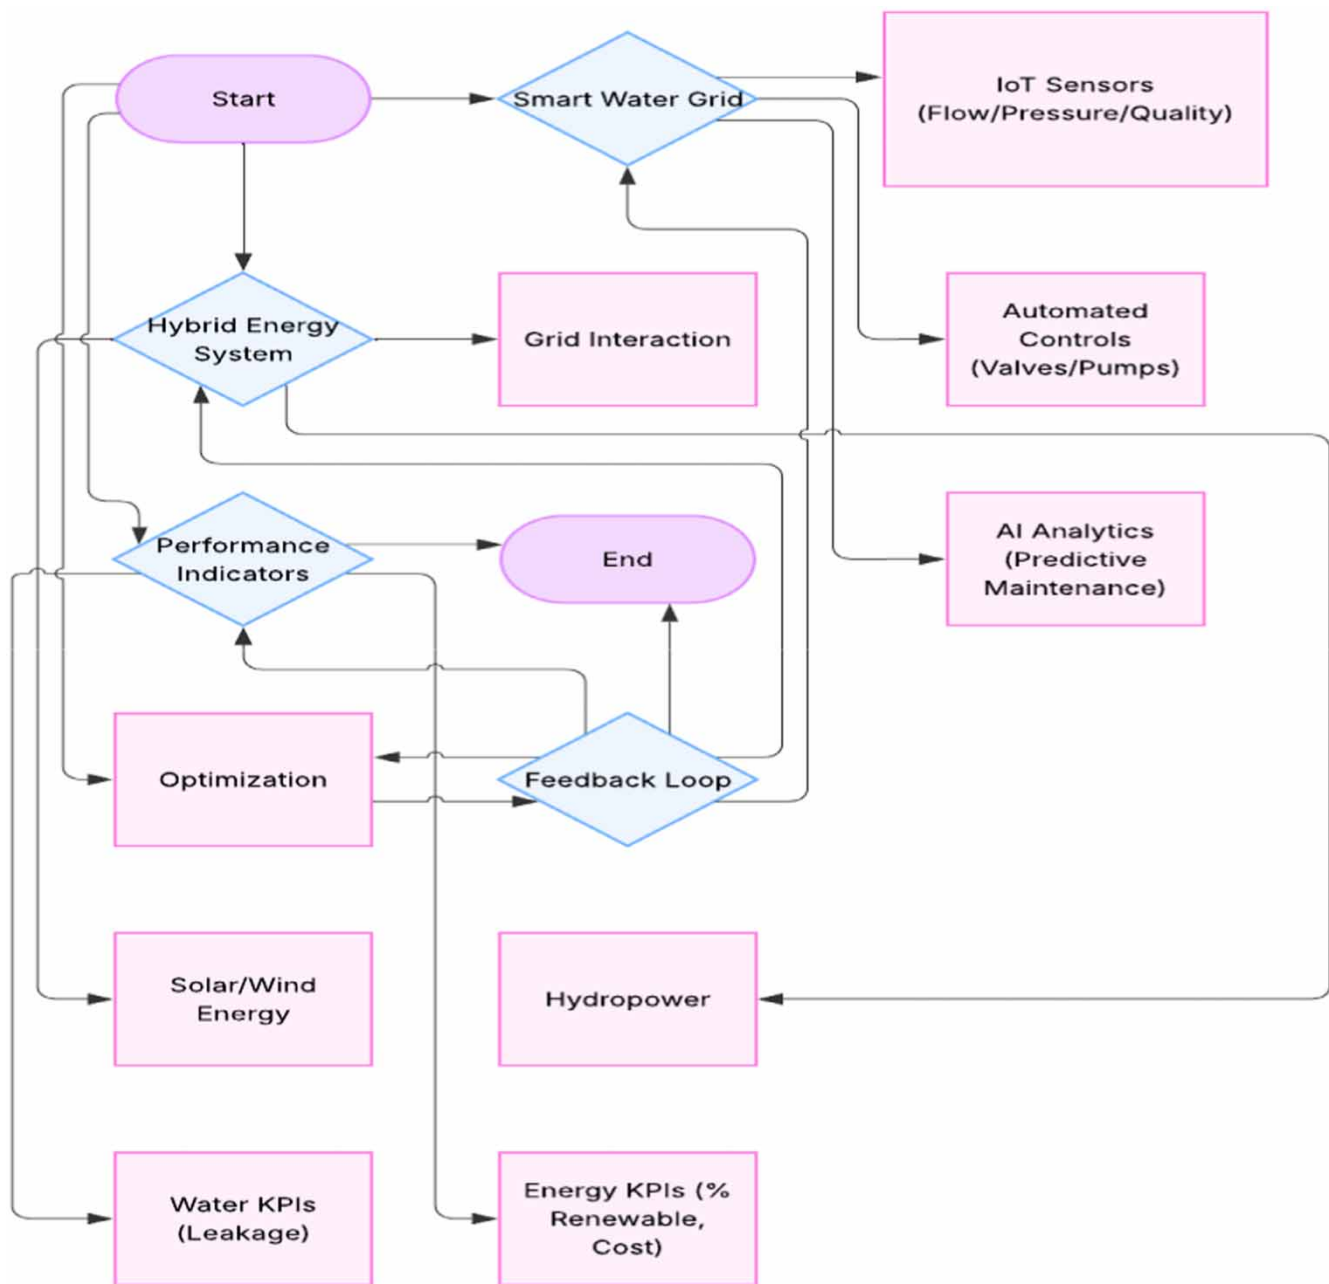 Start
Smart Water Grid
IoT Sensors
(Flow/Pressure/Quality)
Hybrid Energy
System
Grid Interaction
Automated
Controls
(Valves/Pumps)
Performance
Indicators
End
AI Analytics
(Predictive
Maintenance)
Optimization
Feedback Loop
Solar/Wind
Energy
Hydropower
Water KPIs
(Leakage)
Energy KPIs (%
Renewable,
Cost)